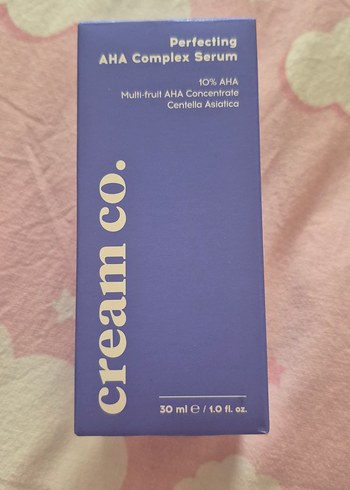 Perfecting
AHA Complex Serum
10% AHA
Multi-fruit AHA Concentrate
Centella Asiatica
cream co.
30 ml ℮ / 1.0 fl. oz.